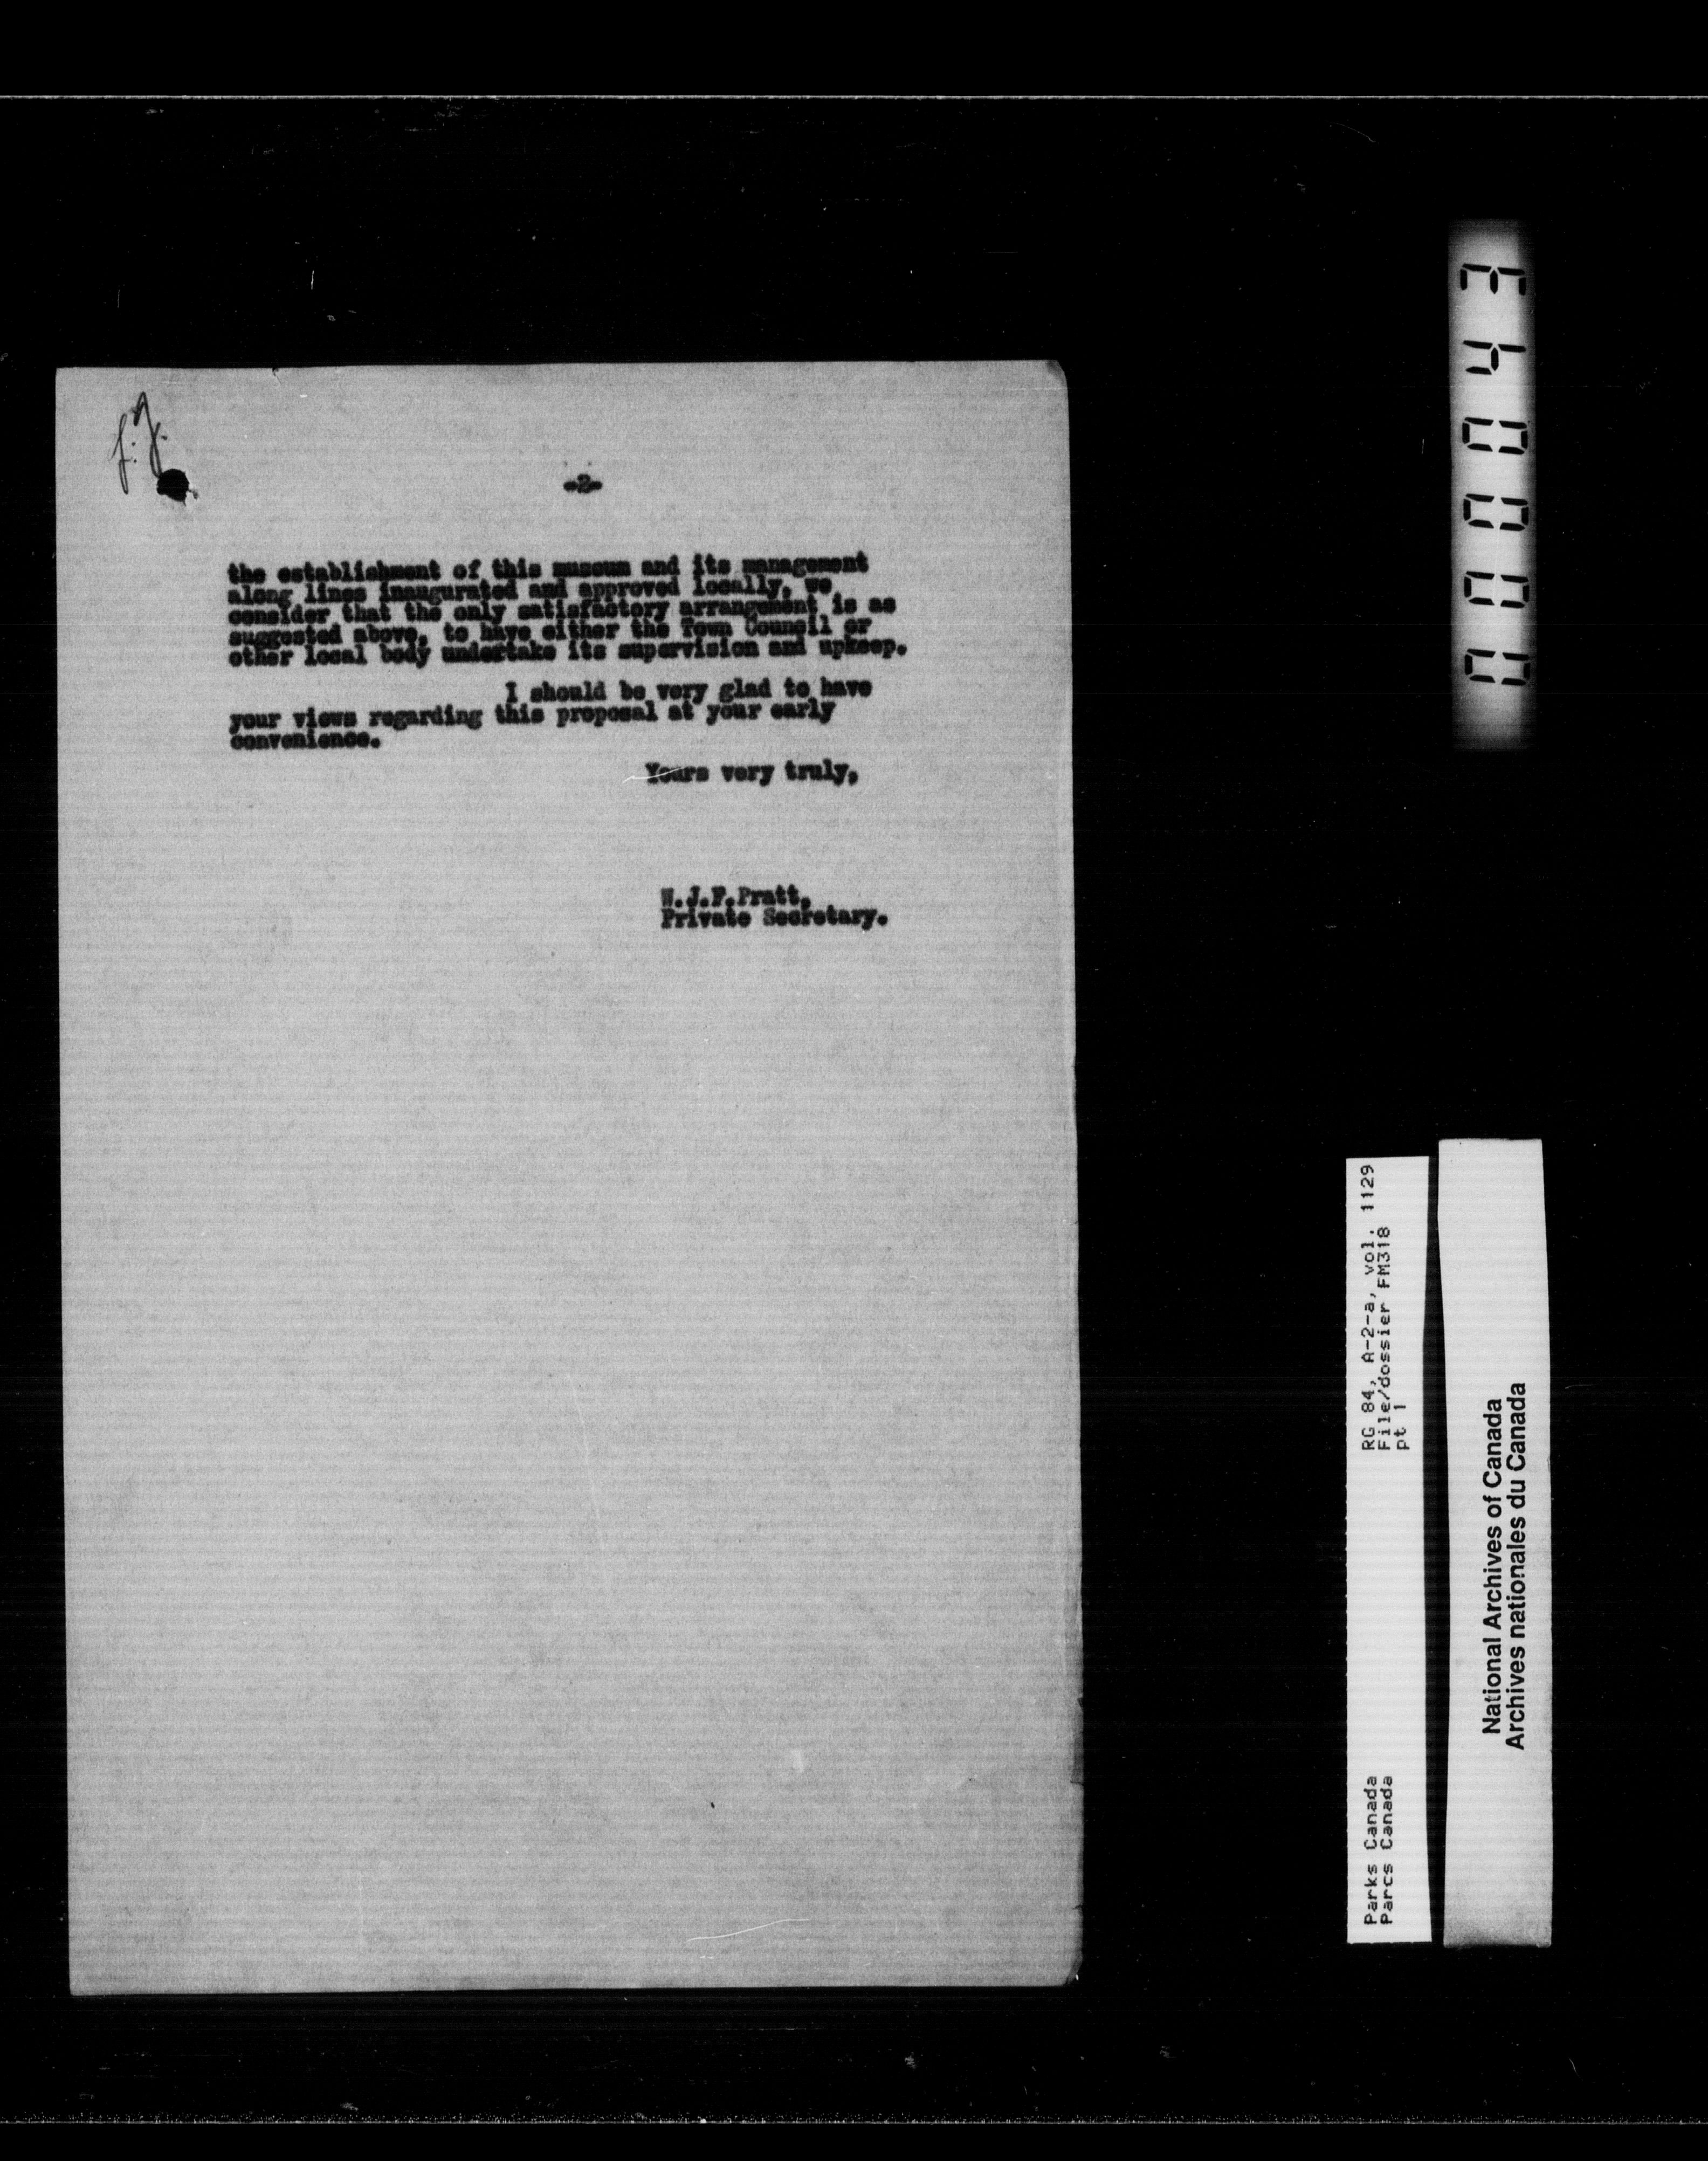 -2-
the establishment of this museum and its management
along lines inaugurated and approved locally, we
consider that the only satisfactory arrangement is as
suggested above, to have either the Town Council or
other local body undertake its supervision and upkeep.
I should be very glad to have
your views regarding this proposal at your early
convenience.
Yours very truly,
W.J.F.Pratt,
Private Secretary.
000043
RG 84, A-2-a, vol. 1129
File/dossier FM318
pt 1
Parks Canada
Parcs Canada
National Archives of Canada
Archives nationales du Canada